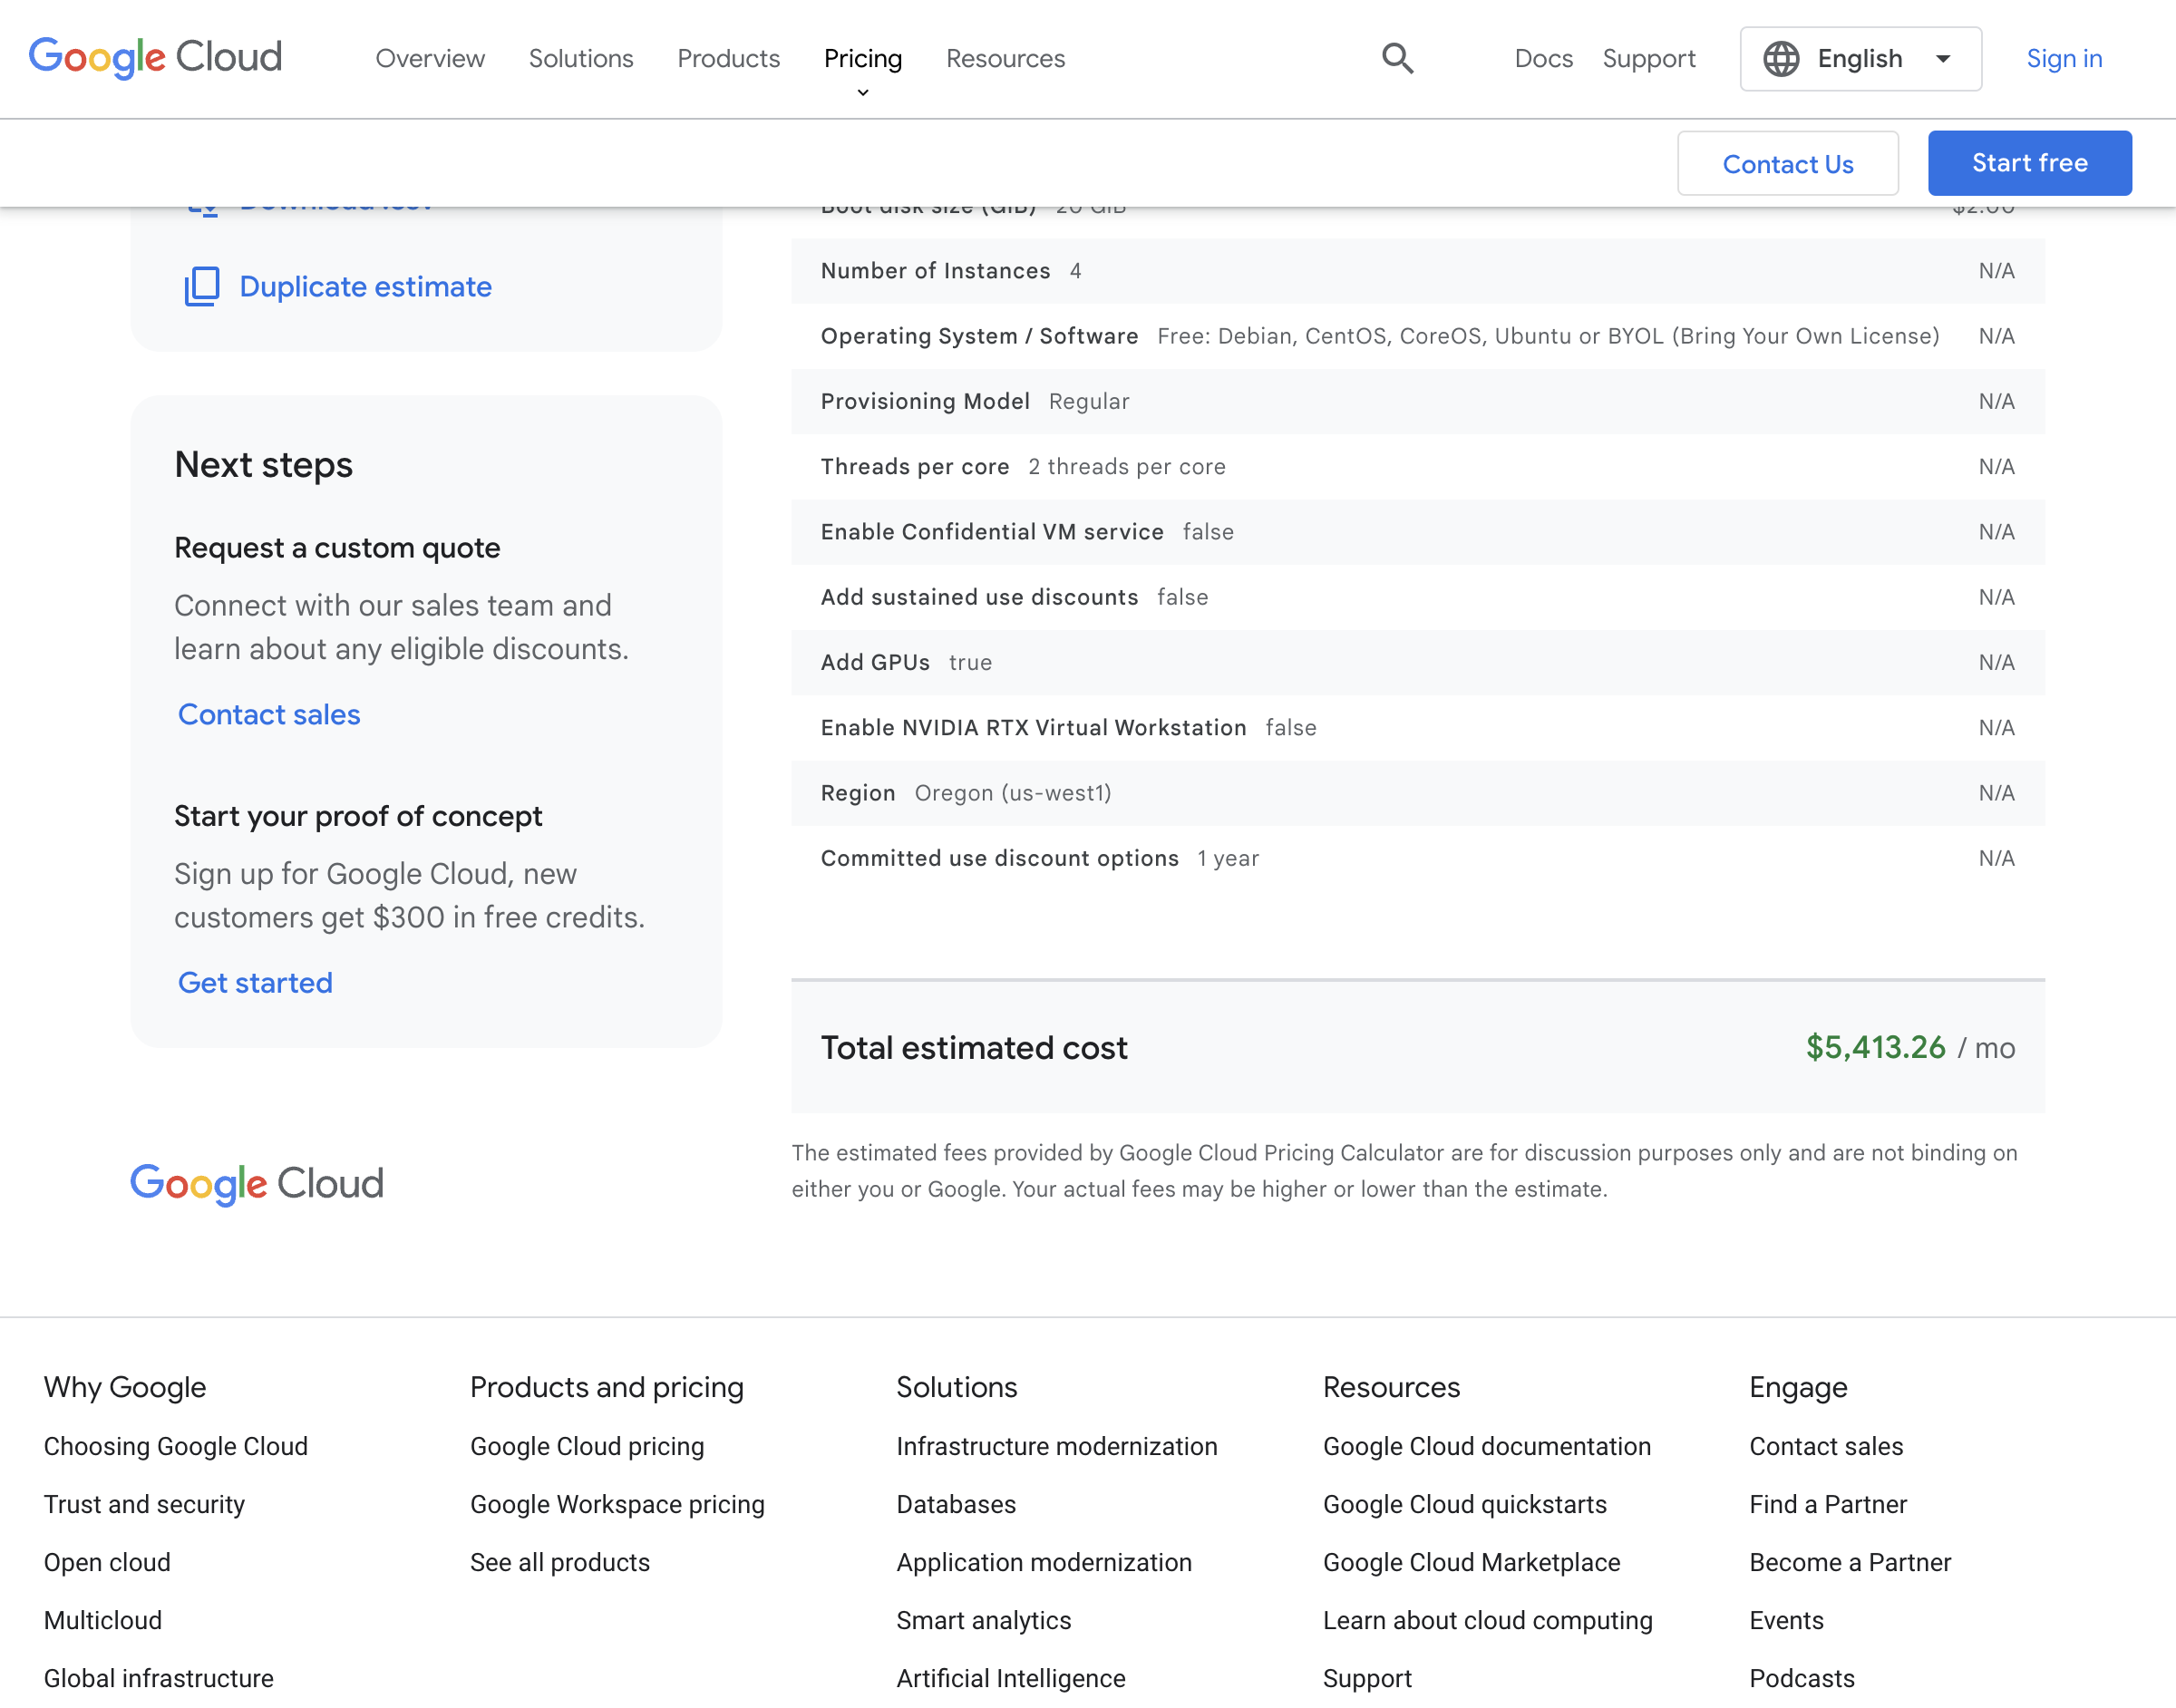 Google Cloud
Overview
Solutions
Products
Pricing
Resources
Docs
Support
English
Sign in
Contact Us
Start free
Duplicate estimate
Next steps
Request a custom quote
Connect with our sales team and
learn about any eligible discounts.
Contact sales
Start your proof of concept
Sign up for Google Cloud, new
customers get $300 in free credits.
Get started
Google Cloud
Boot disk size (GiB) 20 GiB $2.00
Number of Instances 4 N/A
Operating System / Software Free: Debian, CentOS, CoreOS, Ubuntu or BYOL (Bring Your Own License) N/A
Provisioning Model Regular N/A
Threads per core 2 threads per core N/A
Enable Confidential VM service false N/A
Add sustained use discounts false N/A
Add GPUs true N/A
Enable NVIDIA RTX Virtual Workstation false N/A
Region Oregon (us-west1) N/A
Committed use discount options 1 year N/A
Total estimated cost $5,413.26 / mo
The estimated fees provided by Google Cloud Pricing Calculator are for discussion purposes only and are not binding on
either you or Google. Your actual fees may be higher or lower than the estimate.
Why Google
Choosing Google Cloud
Trust and security
Open cloud
Multicloud
Global infrastructure
Products and pricing
Google Cloud pricing
Google Workspace pricing
See all products
Solutions
Infrastructure modernization
Databases
Application modernization
Smart analytics
Artificial Intelligence
Resources
Google Cloud documentation
Google Cloud quickstarts
Google Cloud Marketplace
Learn about cloud computing
Support
Engage
Contact sales
Find a Partner
Become a Partner
Events
Podcasts